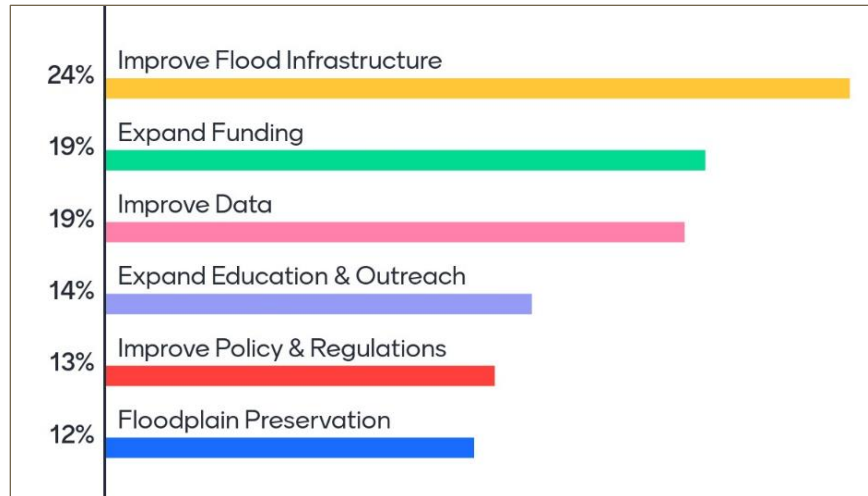 Improve Flood Infrastructure
24%
Expand Funding
19%
Improve Data
19%
Expand Education & Outreach
14%
Improve Policy & Regulations
13%
Floodplain Preservation
12%